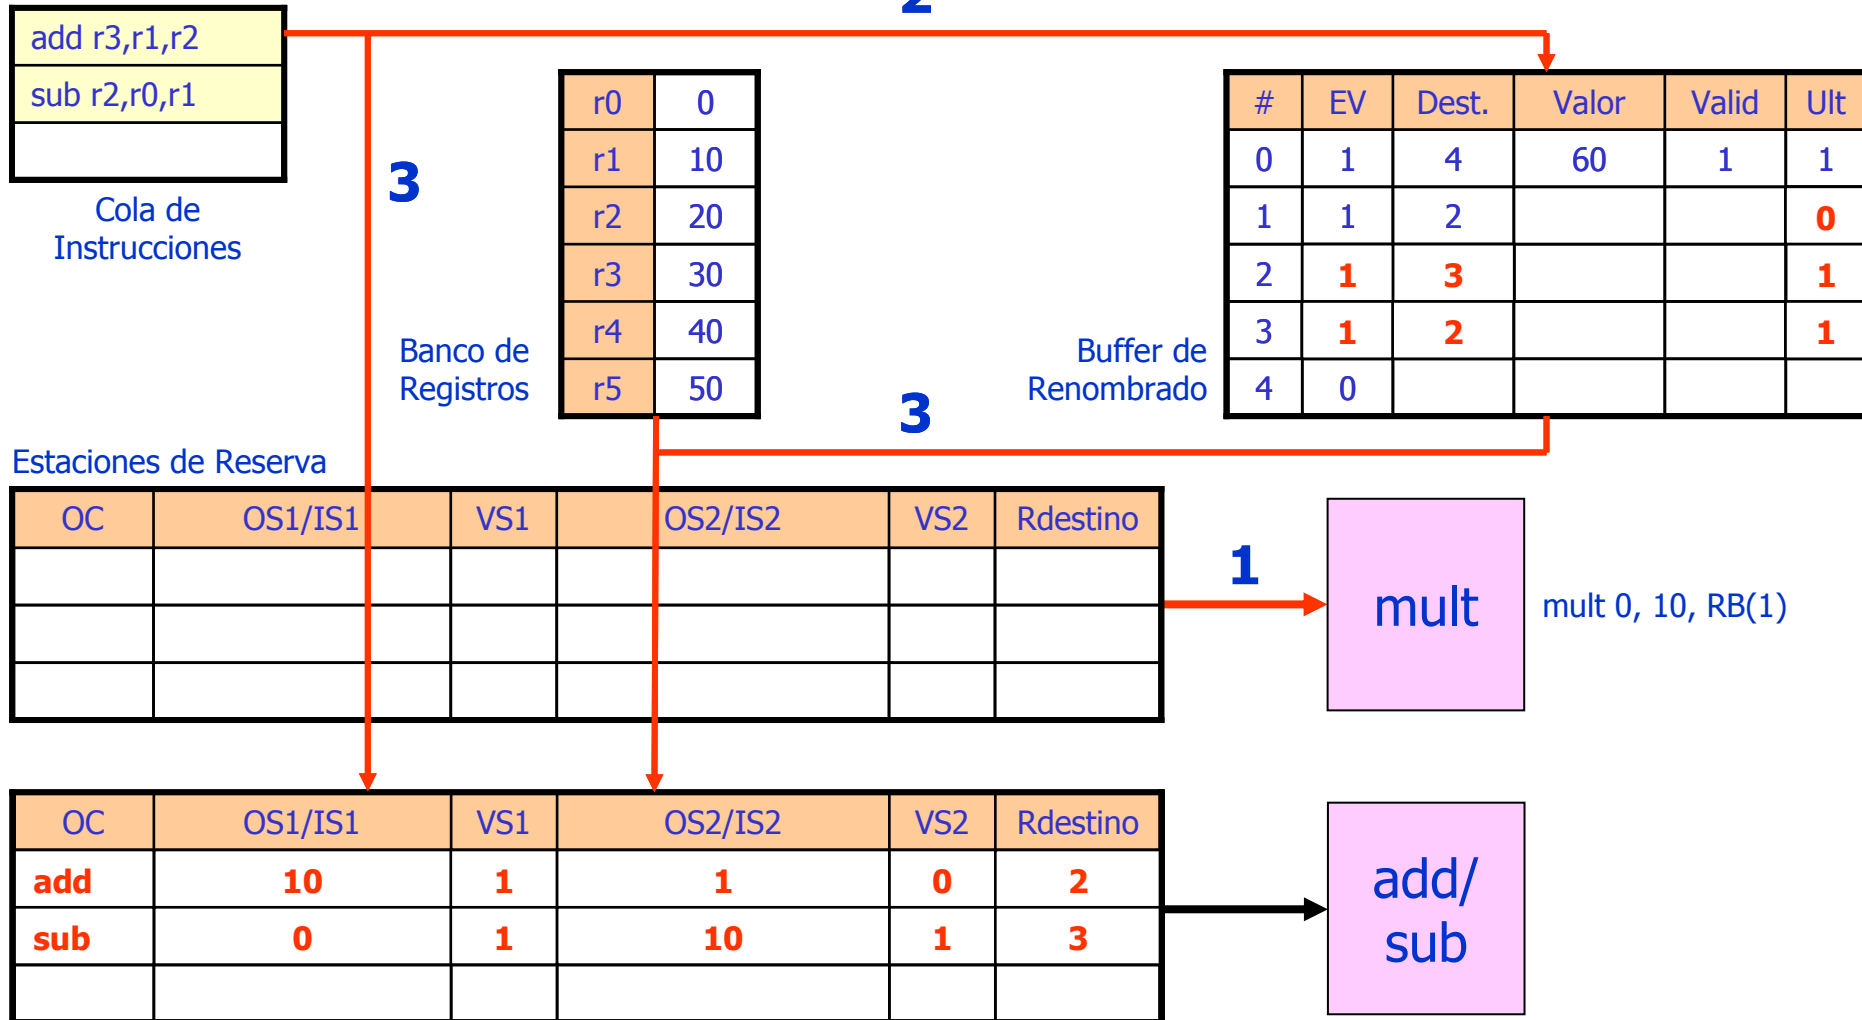 2
add r3,r1,r2
sub r2,r0,r1
Cola de
Instrucciones
3
r0 0
r1 10
r2 20
r3 30
r4 40
r5 50
Banco de
Registros
# EV Dest. Valor Valid Ult
0 1 4 60 1 1
1 1 2 0
2 1 3 1
3 1 2 1
4 0
Buffer de
Renombrado
3
Estaciones de Reserva
OC OS1/IS1 VS1 OS2/IS2 VS2 Rdestino
1
mult
mult 0, 10, RB(1)
OC OS1/IS1 VS1 OS2/IS2 VS2 Rdestino
add 10 1 1 0 2
sub 0 1 10 1 3
add/
sub